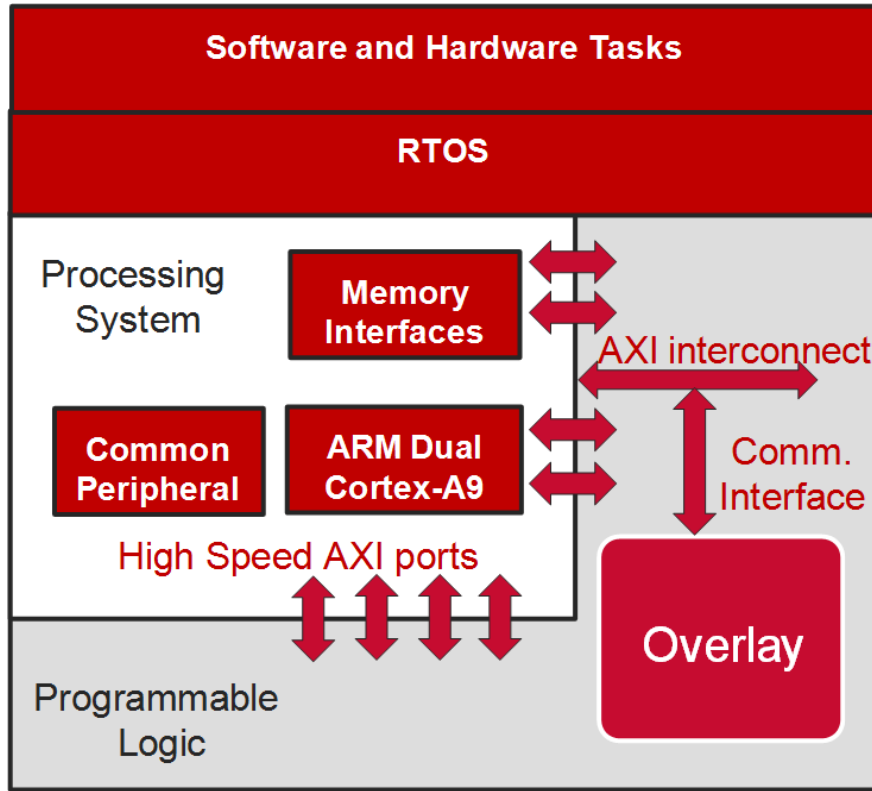 Software and Hardware Tasks
RTOS
Processing
System
Memory
Interfaces
AXI interconnect
Common
Peripheral
ARM Dual
Cortex-A9
Comm.
Interface
High Speed AXI ports
Overlay
Programmable
Logic